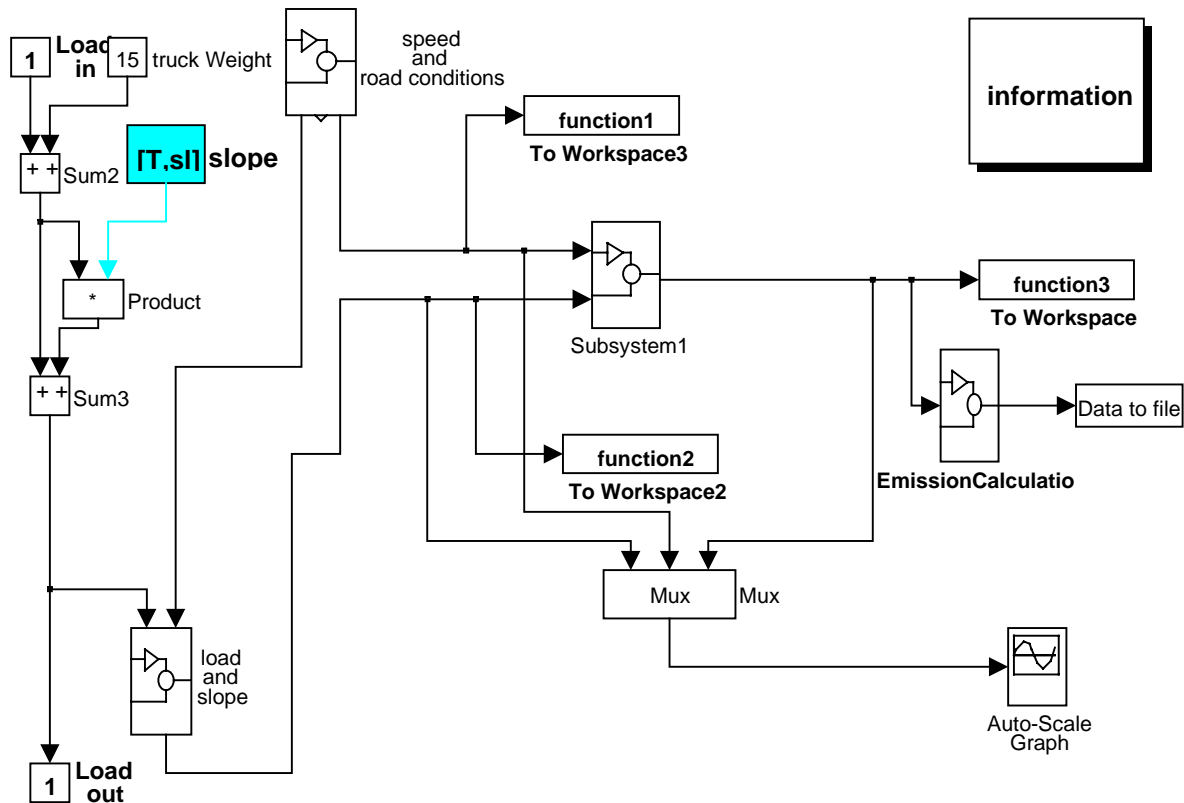 1
Load
in
15
truck Weight
speed
and
road conditions
information
function1
To Workspace3
[T,sl]
slope
+ +
Sum2
*
Product
Subsystem1
function3
To Workspace
+ +
Sum3
Data to file
function2
To Workspace2
EmissionCalculatio
Mux
Mux
load
and
slope
Auto-Scale
Graph
1
Load
out